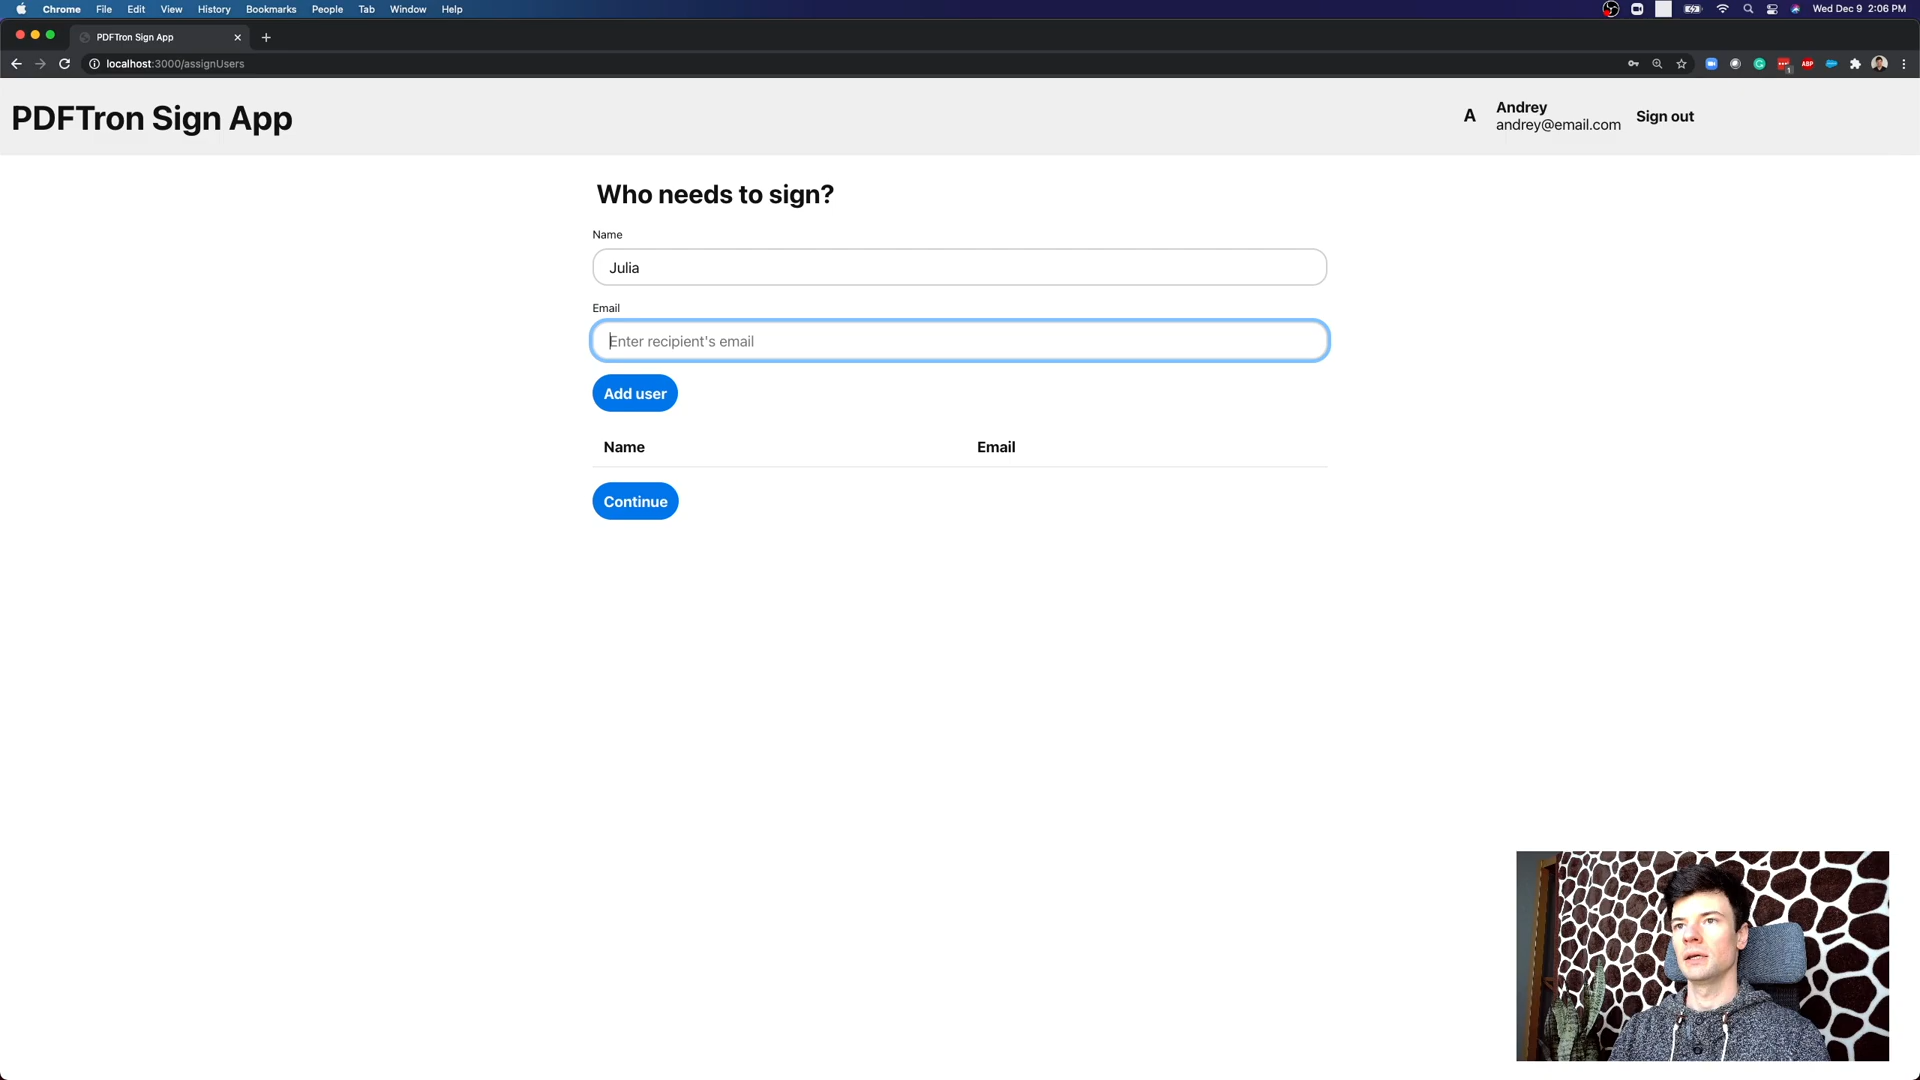 Chrome File Edit View History Bookmarks People Tab Window Help
Wed Dec 9 2:06 PM
PDFTron Sign App
localhost:3000/assignUsers
ABP
1
PDFTron Sign App
A
Andrey
andrey@email.com
Sign out
Who needs to sign?
Name
Julia
Email
Enter recipient's email
Add user
Name Email
Continue